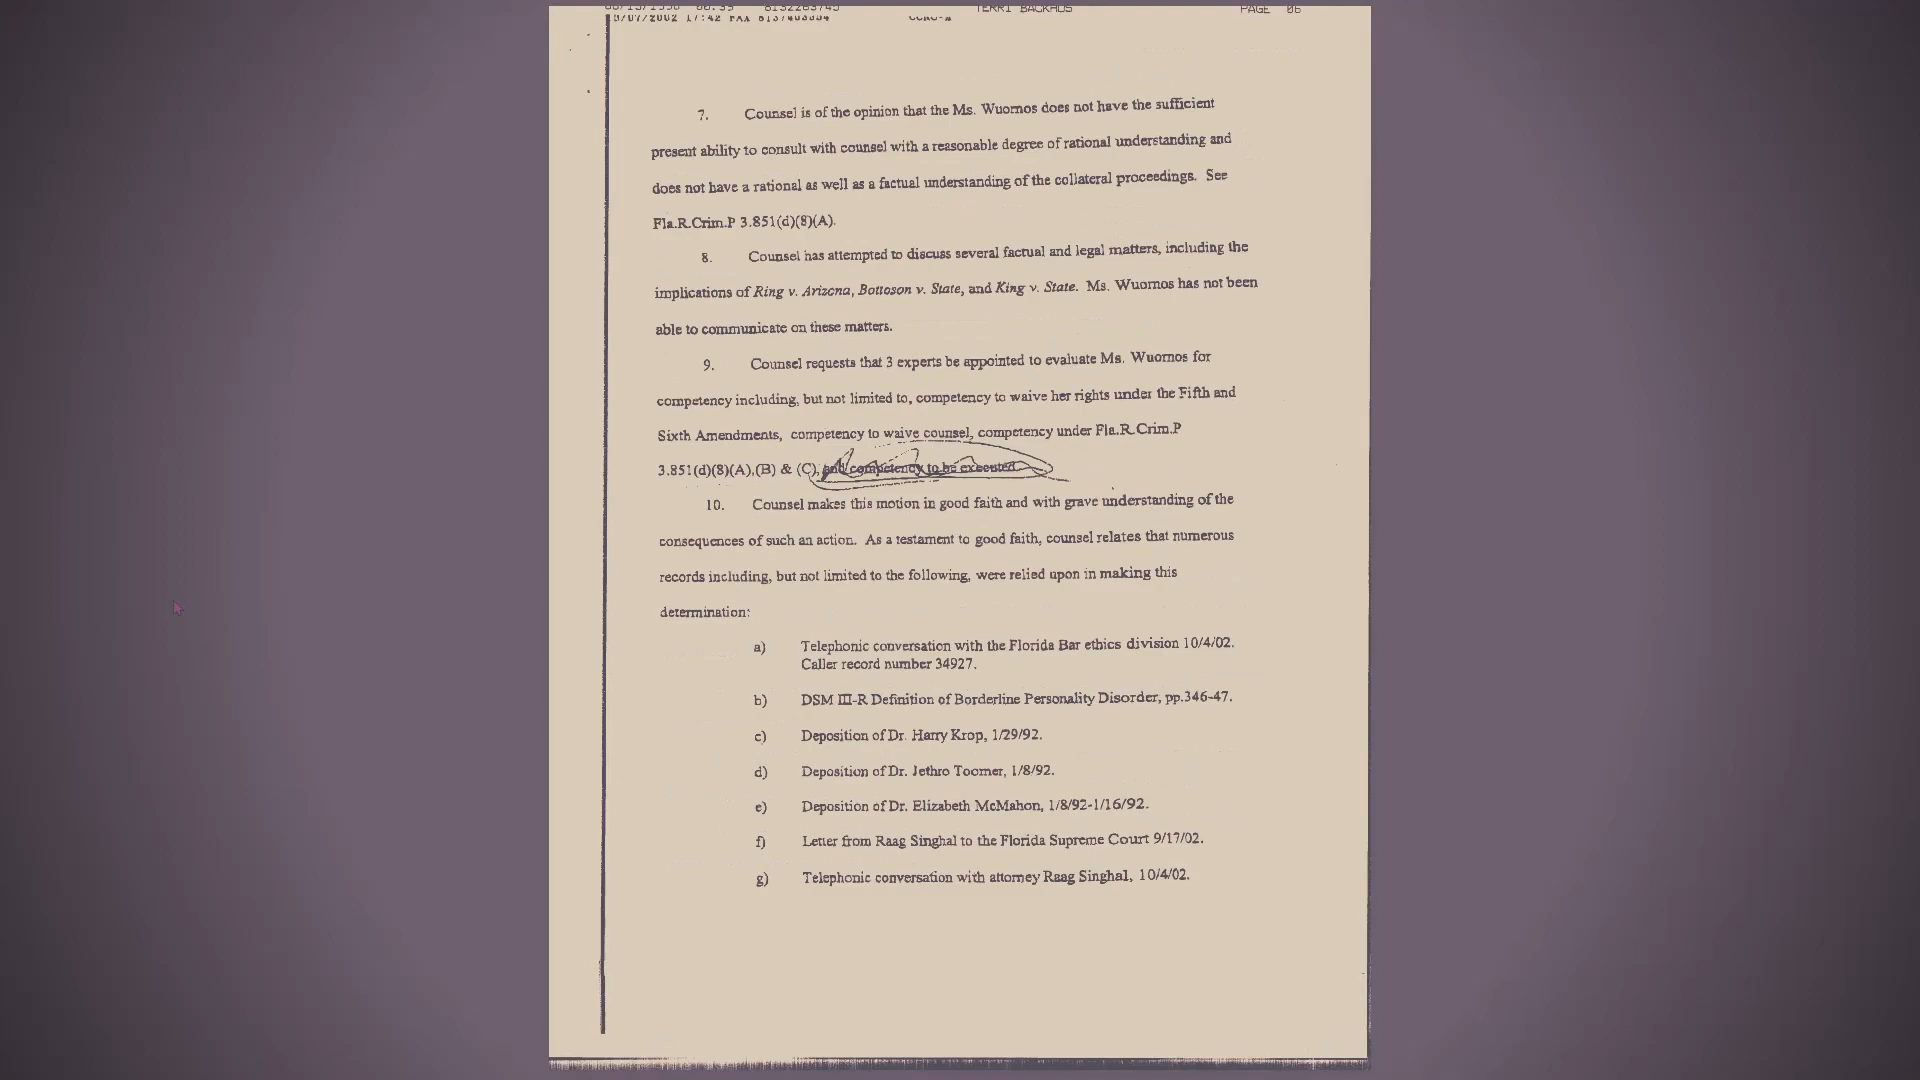 TERRI BACKHUS PAGE 06
7. Counsel is of the opinion that the Ms. Wuornos does not have the sufficient
present ability to consult with counsel with a reasonable degree of rational understanding and
does not have a rational as well as a factual understanding of the collateral proceedings. See
Fla.R.Crim.P 3.851(d)(8)(A).
8. Counsel has attempted to discuss several factual and legal matters, including the
implications of Ring v. Arizona, Bottoson v. State, and King v. State. Ms. Wuornos has not been
able to communicate on these matters.
9. Counsel requests that 3 experts be appointed to evaluate Ms. Wuornos for
competency including, but not limited to, competency to waive her rights under the Fifth and
Sixth Amendments, competency to waive counsel, competency under Fla.R.Crim.P
3.851(d)(8)(A),(B) & (C), and competency to be executed.
10. Counsel makes this motion in good faith and with grave understanding of the
consequences of such an action. As a testament to good faith, counsel relates that numerous
records including, but not limited to the following, were relied upon in making this
determination:
a) Telephonic conversation with the Florida Bar ethics division 10/4/02.
Caller record number 34927.
b) DSM III-R Definition of Borderline Personality Disorder, pp.346-47.
c) Deposition of Dr. Harry Krop, 1/29/92.
d) Deposition of Dr. Jethro Toomer, 1/8/92.
e) Deposition of Dr. Elizabeth McMahon, 1/8/92-1/16/92.
f) Letter from Raag Singhal to the Florida Supreme Court 9/17/02.
g) Telephonic conversation with attorney Raag Singhal, 10/4/02.